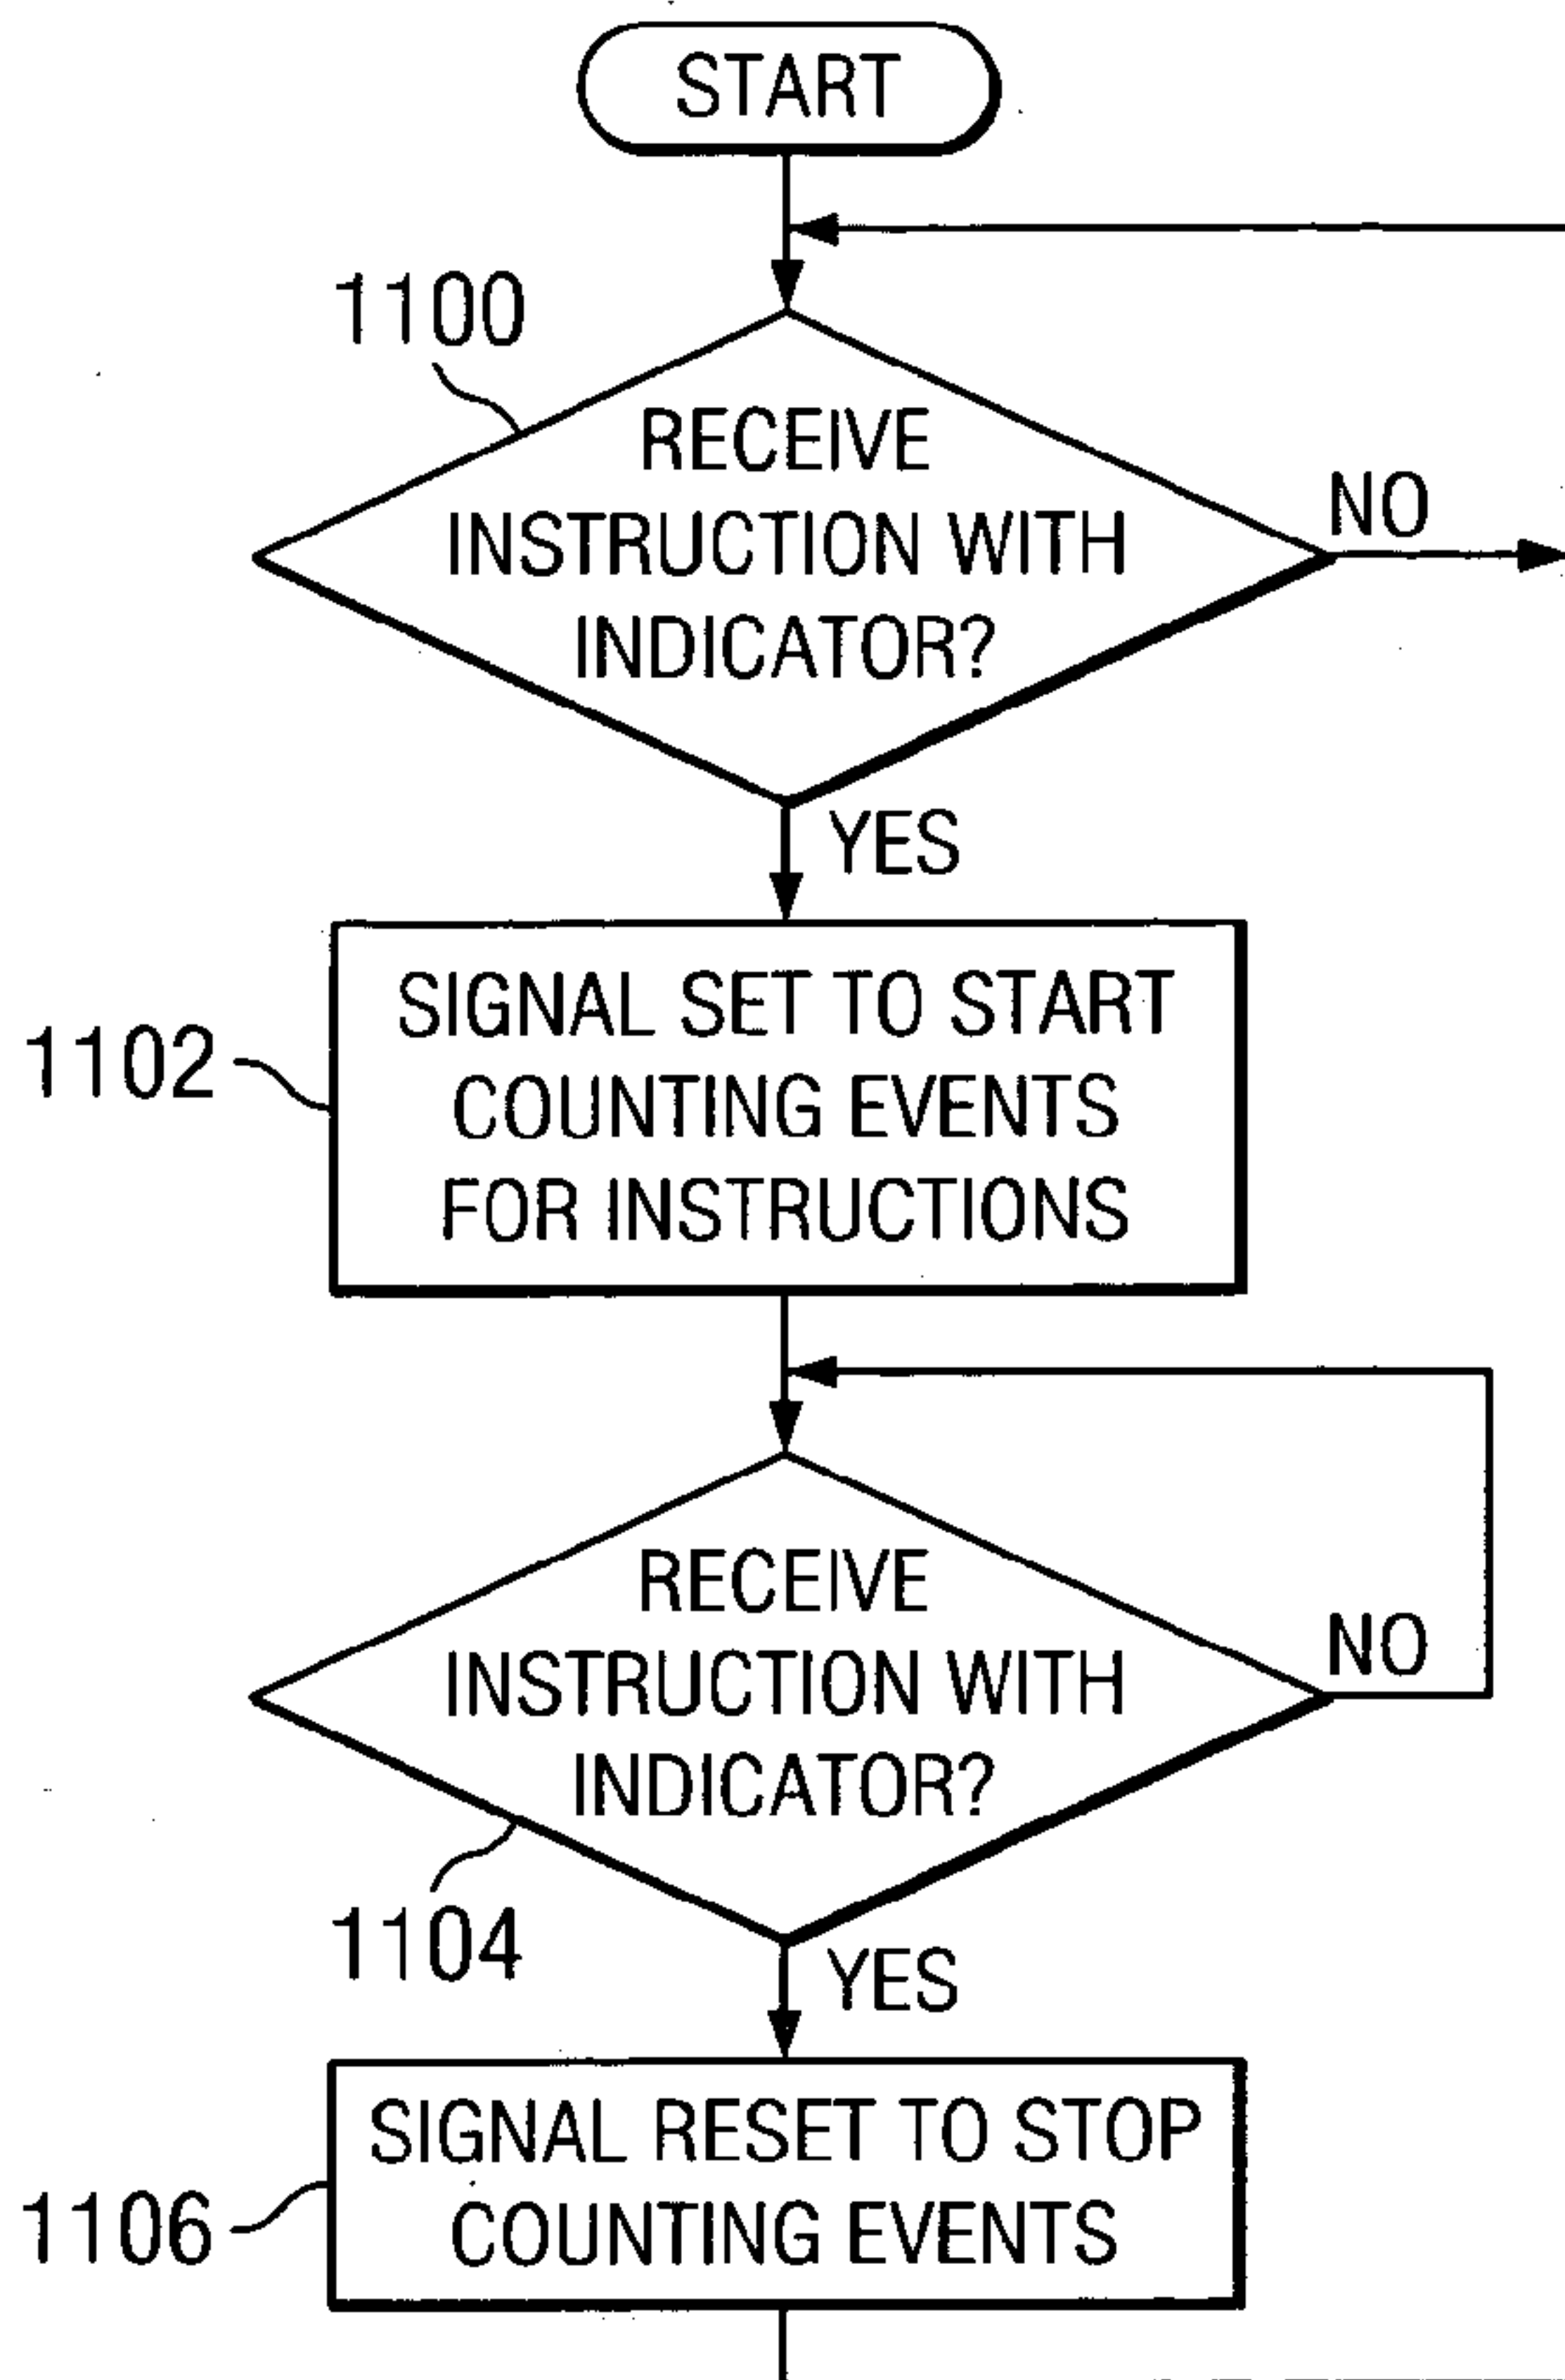 START
1100
RECEIVE
INSTRUCTION WITH
INDICATOR?
NO
YES
1102
SIGNAL SET TO START
COUNTING EVENTS
FOR INSTRUCTIONS
RECEIVE
INSTRUCTION WITH
INDICATOR?
NO
1104
YES
1106
SIGNAL RESET TO STOP
COUNTING EVENTS